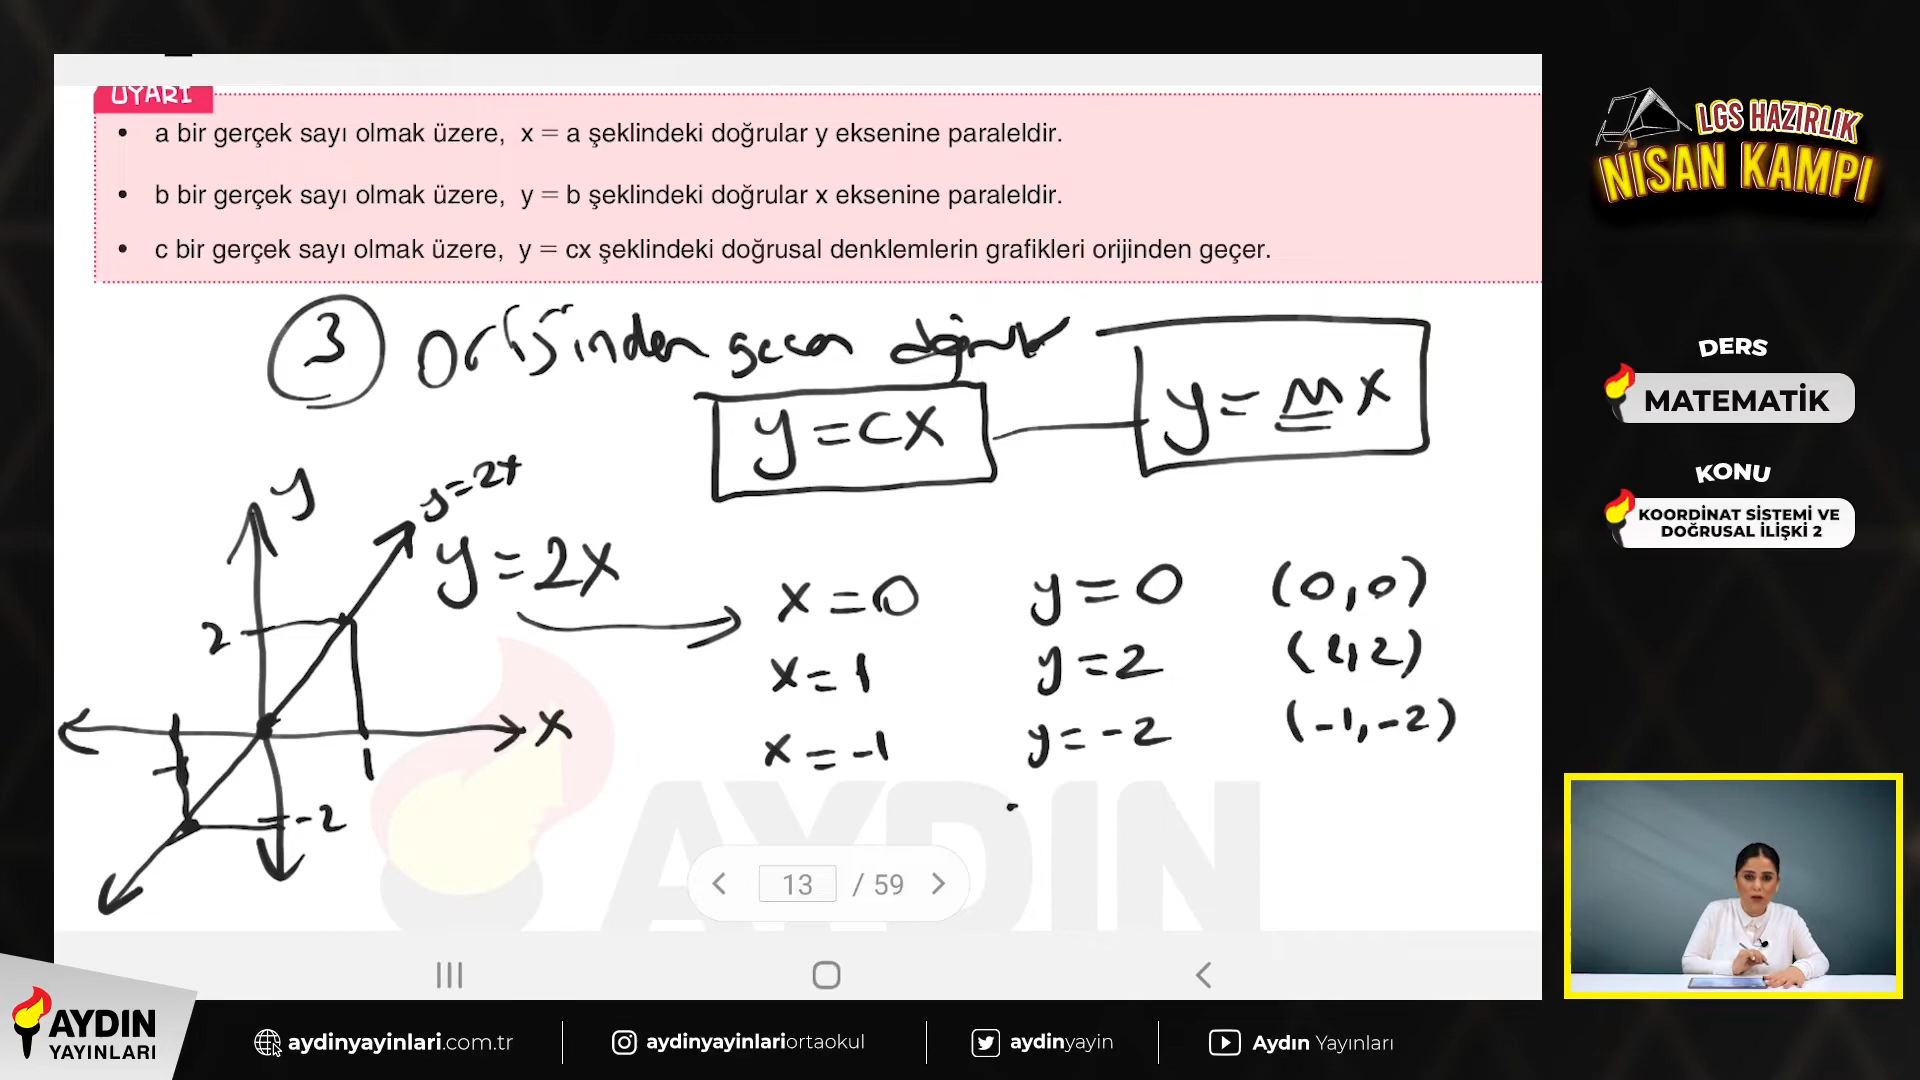 UYARI
• a bir gerçek sayı olmak üzere, x = a şeklindeki doğrular y eksenine paraleldir.
• b bir gerçek sayı olmak üzere, y = b şeklindeki doğrular x eksenine paraleldir.
• c bir gerçek sayı olmak üzere, y = cx şeklindeki doğrusal denklemlerin grafikleri orijinden geçer.
3 Orijinden geçen doğrular
y = cx
y = mx
y
y=2x
y = 2x
2
x
1
-1
-2
x = 0 y = 0 (0,0)
x = 1 y = 2 (1,2)
x = -1 y = -2 (-1,-2)
AYDIN
13 / 59
LGS HAZIRLIK
NİSAN KAMPI
DERS
MATEMATİK
KONU
KOORDİNAT SİSTEMİ VE
DOĞRUSAL İLİŞKİ 2
AYDIN
YAYINLARI
aydinyayinlari.com.tr
aydinyayinlariortaokul
aydinyayin
Aydın Yayınları